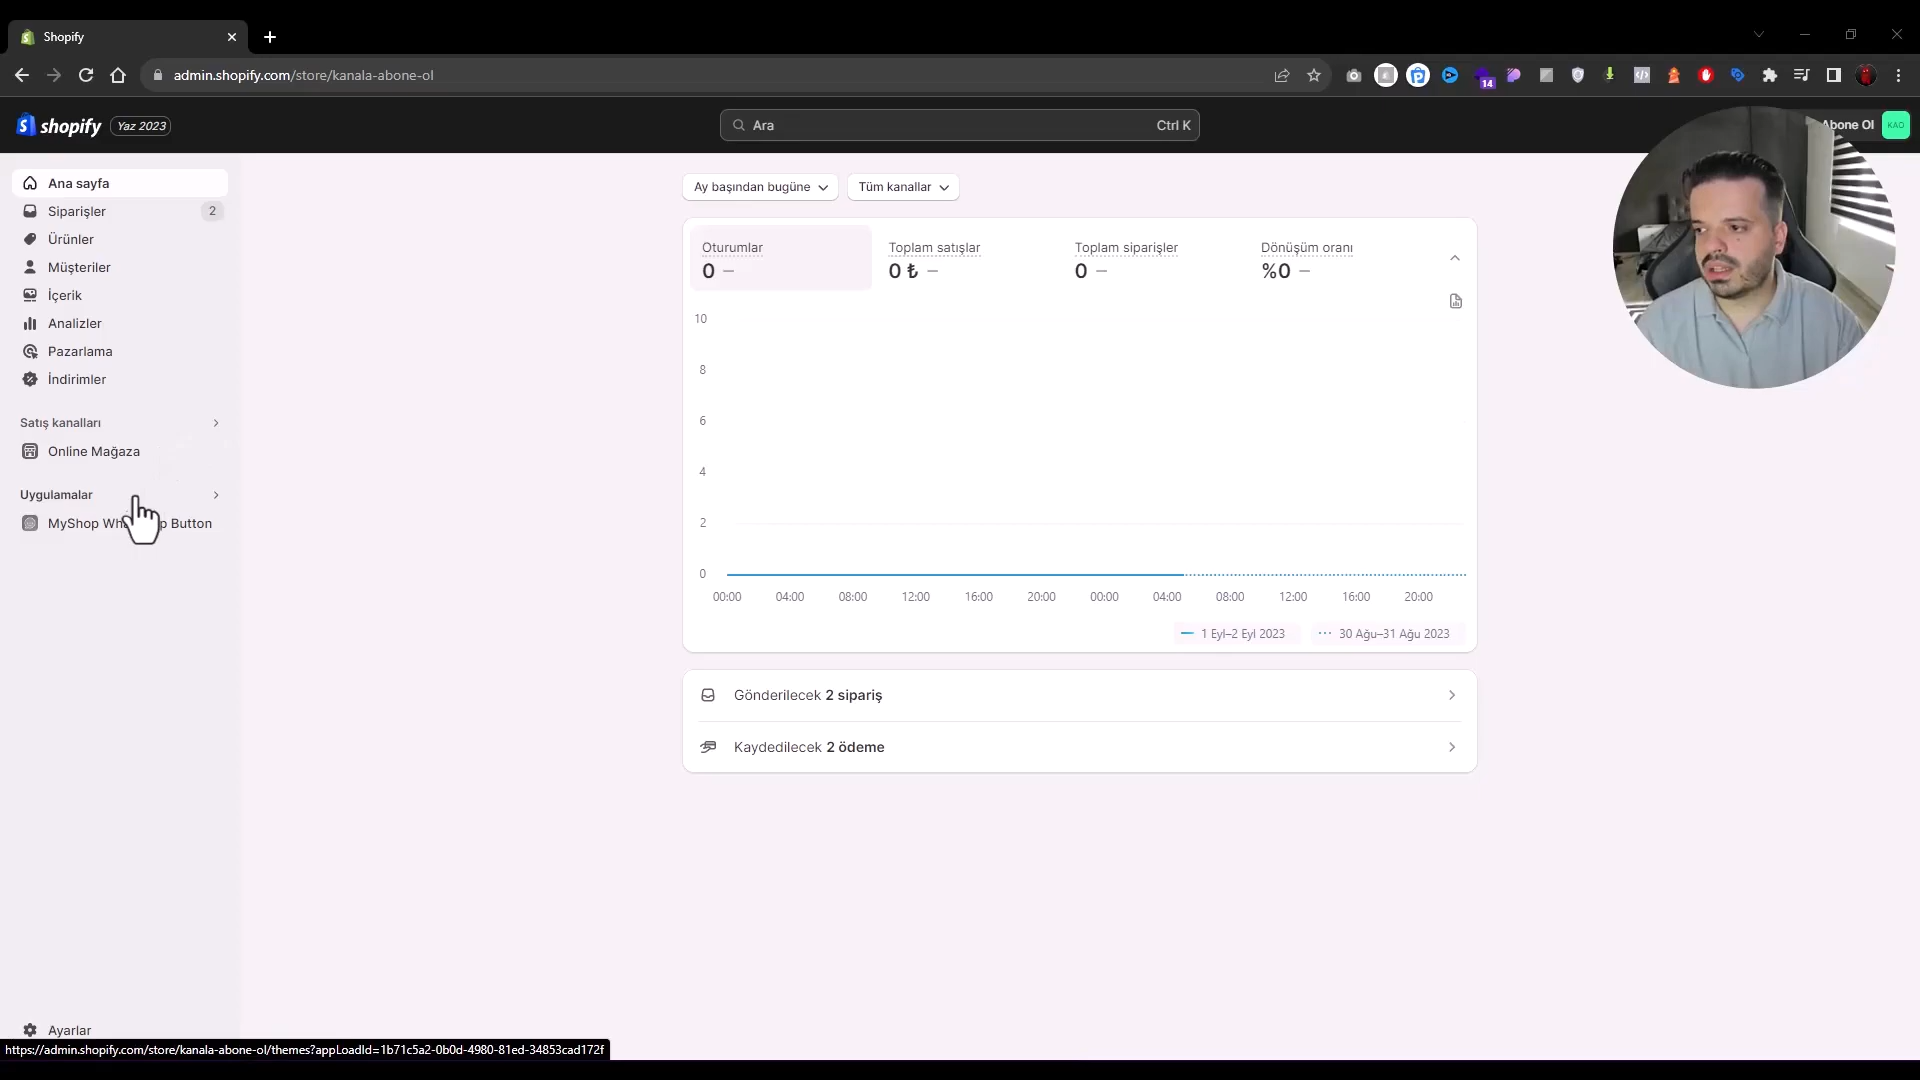 Shopify
admin.shopify.com/store/kanala-abone-ol
14
shopify
Yaz 2023
Ara
Ctrl K
Abone Ol
KAO
Ana sayfa
Siparişler
2
Ürünler
Müşteriler
İçerik
Analizler
Pazarlama
İndirimler
Satış kanalları
Online Mağaza
Uygulamalar
MyShop Button
Ayarlar
Ay başından bugüne
Tüm kanallar
Oturumlar
0 –
Toplam satışlar
0 ₺ –
Toplam siparişler
0 –
Dönüşüm oranı
%0 –
10
8
6
4
2
0
00:00 04:00 08:00 12:00 16:00 20:00 00:00 04:00 08:00 12:00 16:00 20:00
1 Eyl–2 Eyl 2023
30 Ağu–31 Ağu 2023
Gönderilecek 2 sipariş
Kaydedilecek 2 ödeme
https://admin.shopify.com/store/kanala-abone-ol/themes?appLoadId=1b71c5a2-0b0d-4980-81ed-34853cad172f